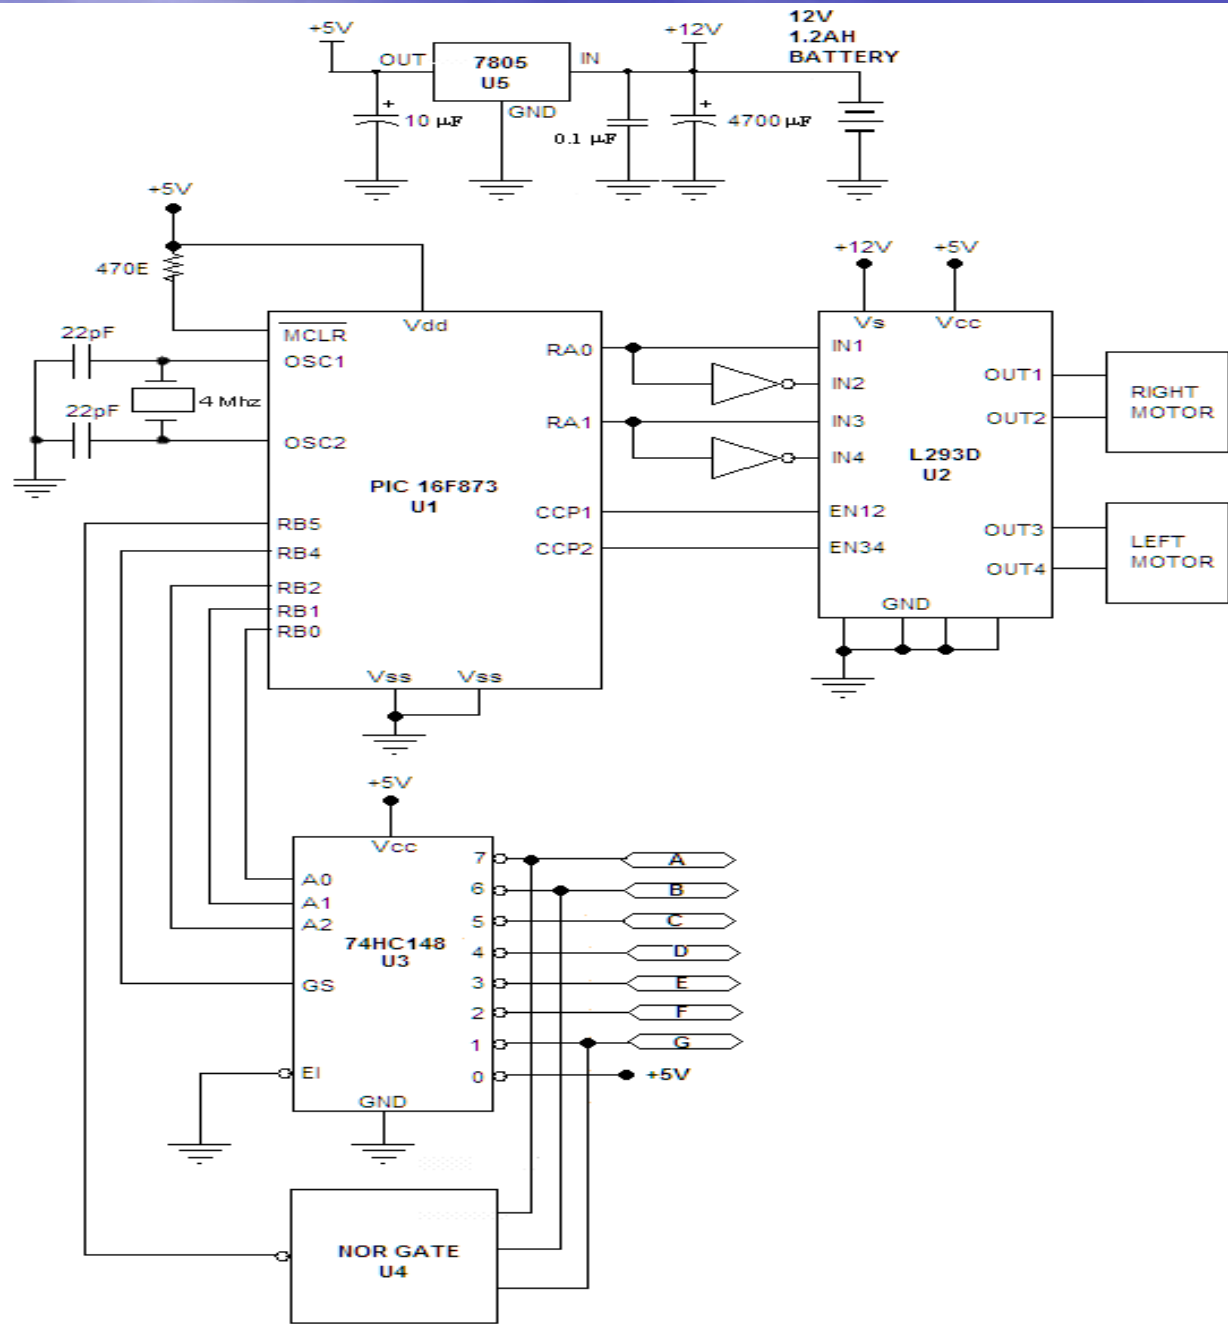 12V
1.2AH
BATTERY
+5V
+12V
OUT
7805
U5
IN
GND
10 µF
0.1 µF
4700 µF
+5V
470E
+12V
+5V
22pF
MCLR
Vdd
OSC1
RA0
Vs
Vcc
IN1
IN2
OUT1
RIGHT
MOTOR
4 Mhz
22pF
OSC2
RA1
IN3
OUT2
IN4
L293D
U2
PIC 16F873
U1
CCP1
EN12
RB5
RB4
CCP2
EN34
OUT3
LEFT
MOTOR
OUT4
RB2
RB1
RB0
GND
Vss
Vss
+5V
Vcc
7
A
A0
6
B
A1
5
C
A2
74HC148
U3
4
D
GS
3
E
2
F
1
G
EI
0
+5V
GND
NOR GATE
U4